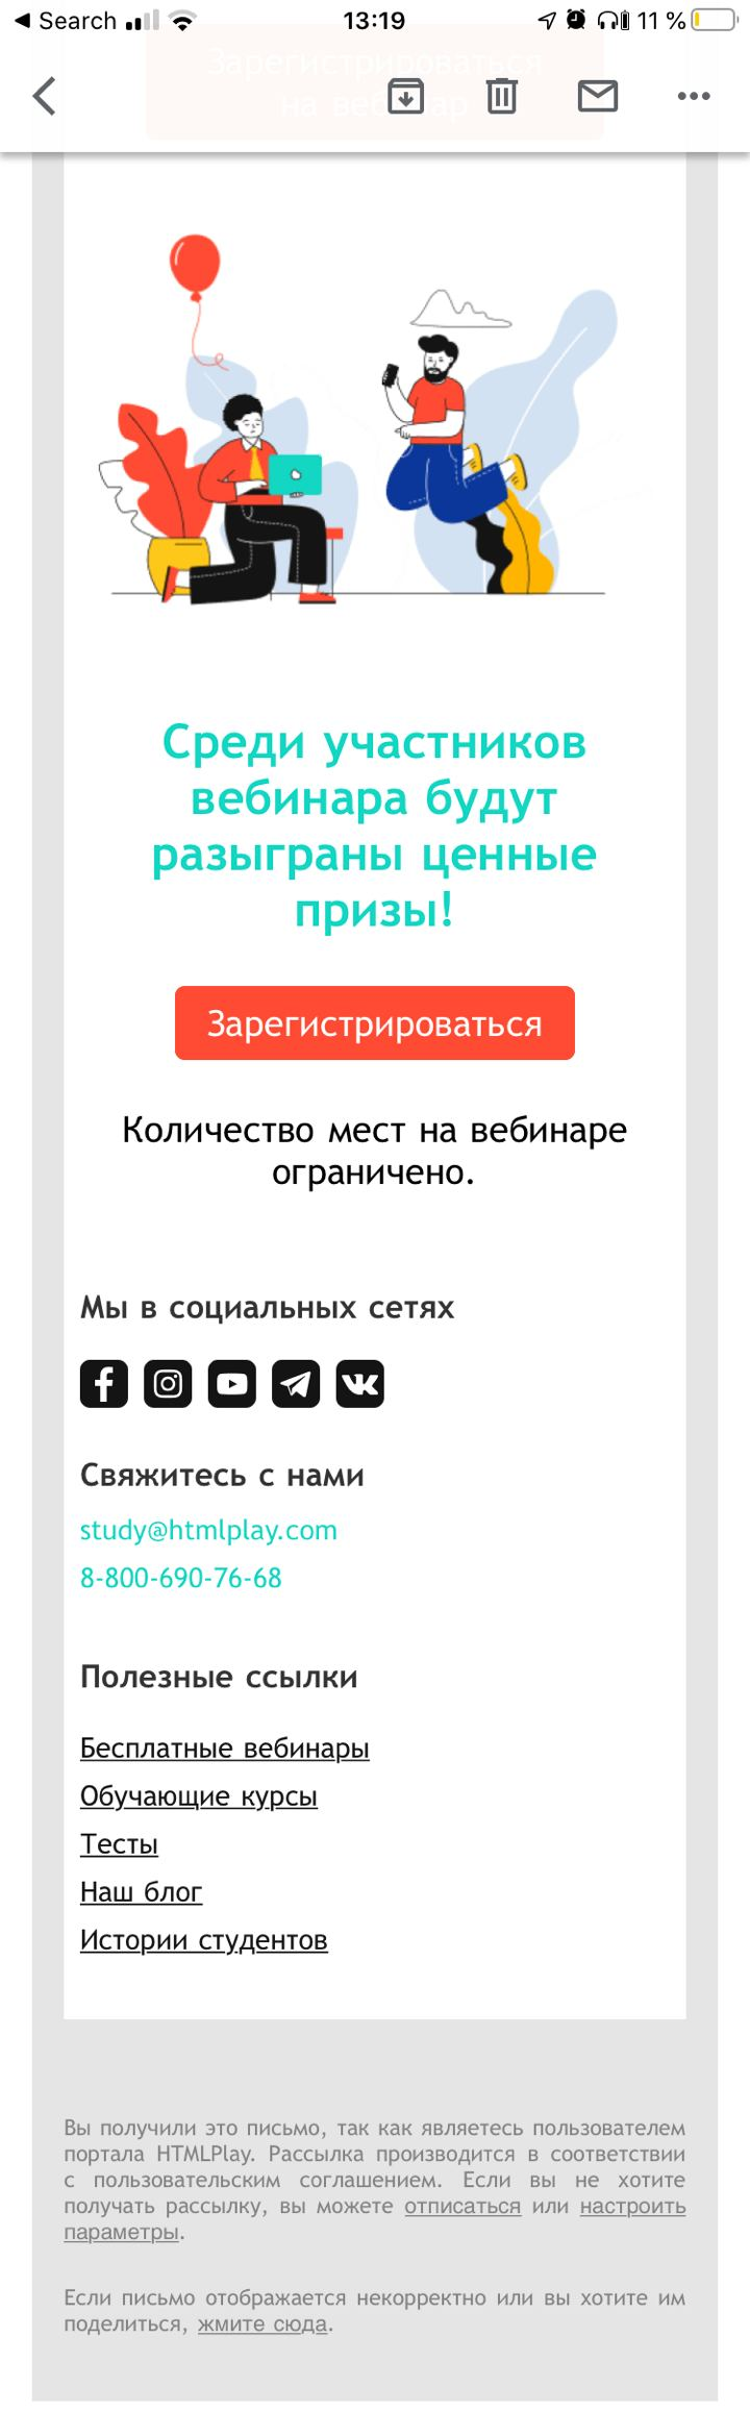 Search
13:19
11 %
Зарегистрироваться
на вебинар
Среди участников
вебинара будут
разыграны ценные
призы!
Зарегистрироваться
Количество мест на вебинаре
ограничено.
Мы в социальных сетях
Свяжитесь с нами
study@htmlplay.com
8-800-690-76-68
Полезные ссылки
Бесплатные вебинары
Обучающие курсы
Тесты
Наш блог
Истории студентов
Вы получили это письмо, так как являетесь пользователем
портала HTMLPlay. Рассылка производится в соответствии
с пользовательским соглашением. Если вы не хотите
получать рассылку, вы можете отписаться или настроить
параметры.
Если письмо отображается некорректно или вы хотите им
поделиться, жмите сюда.